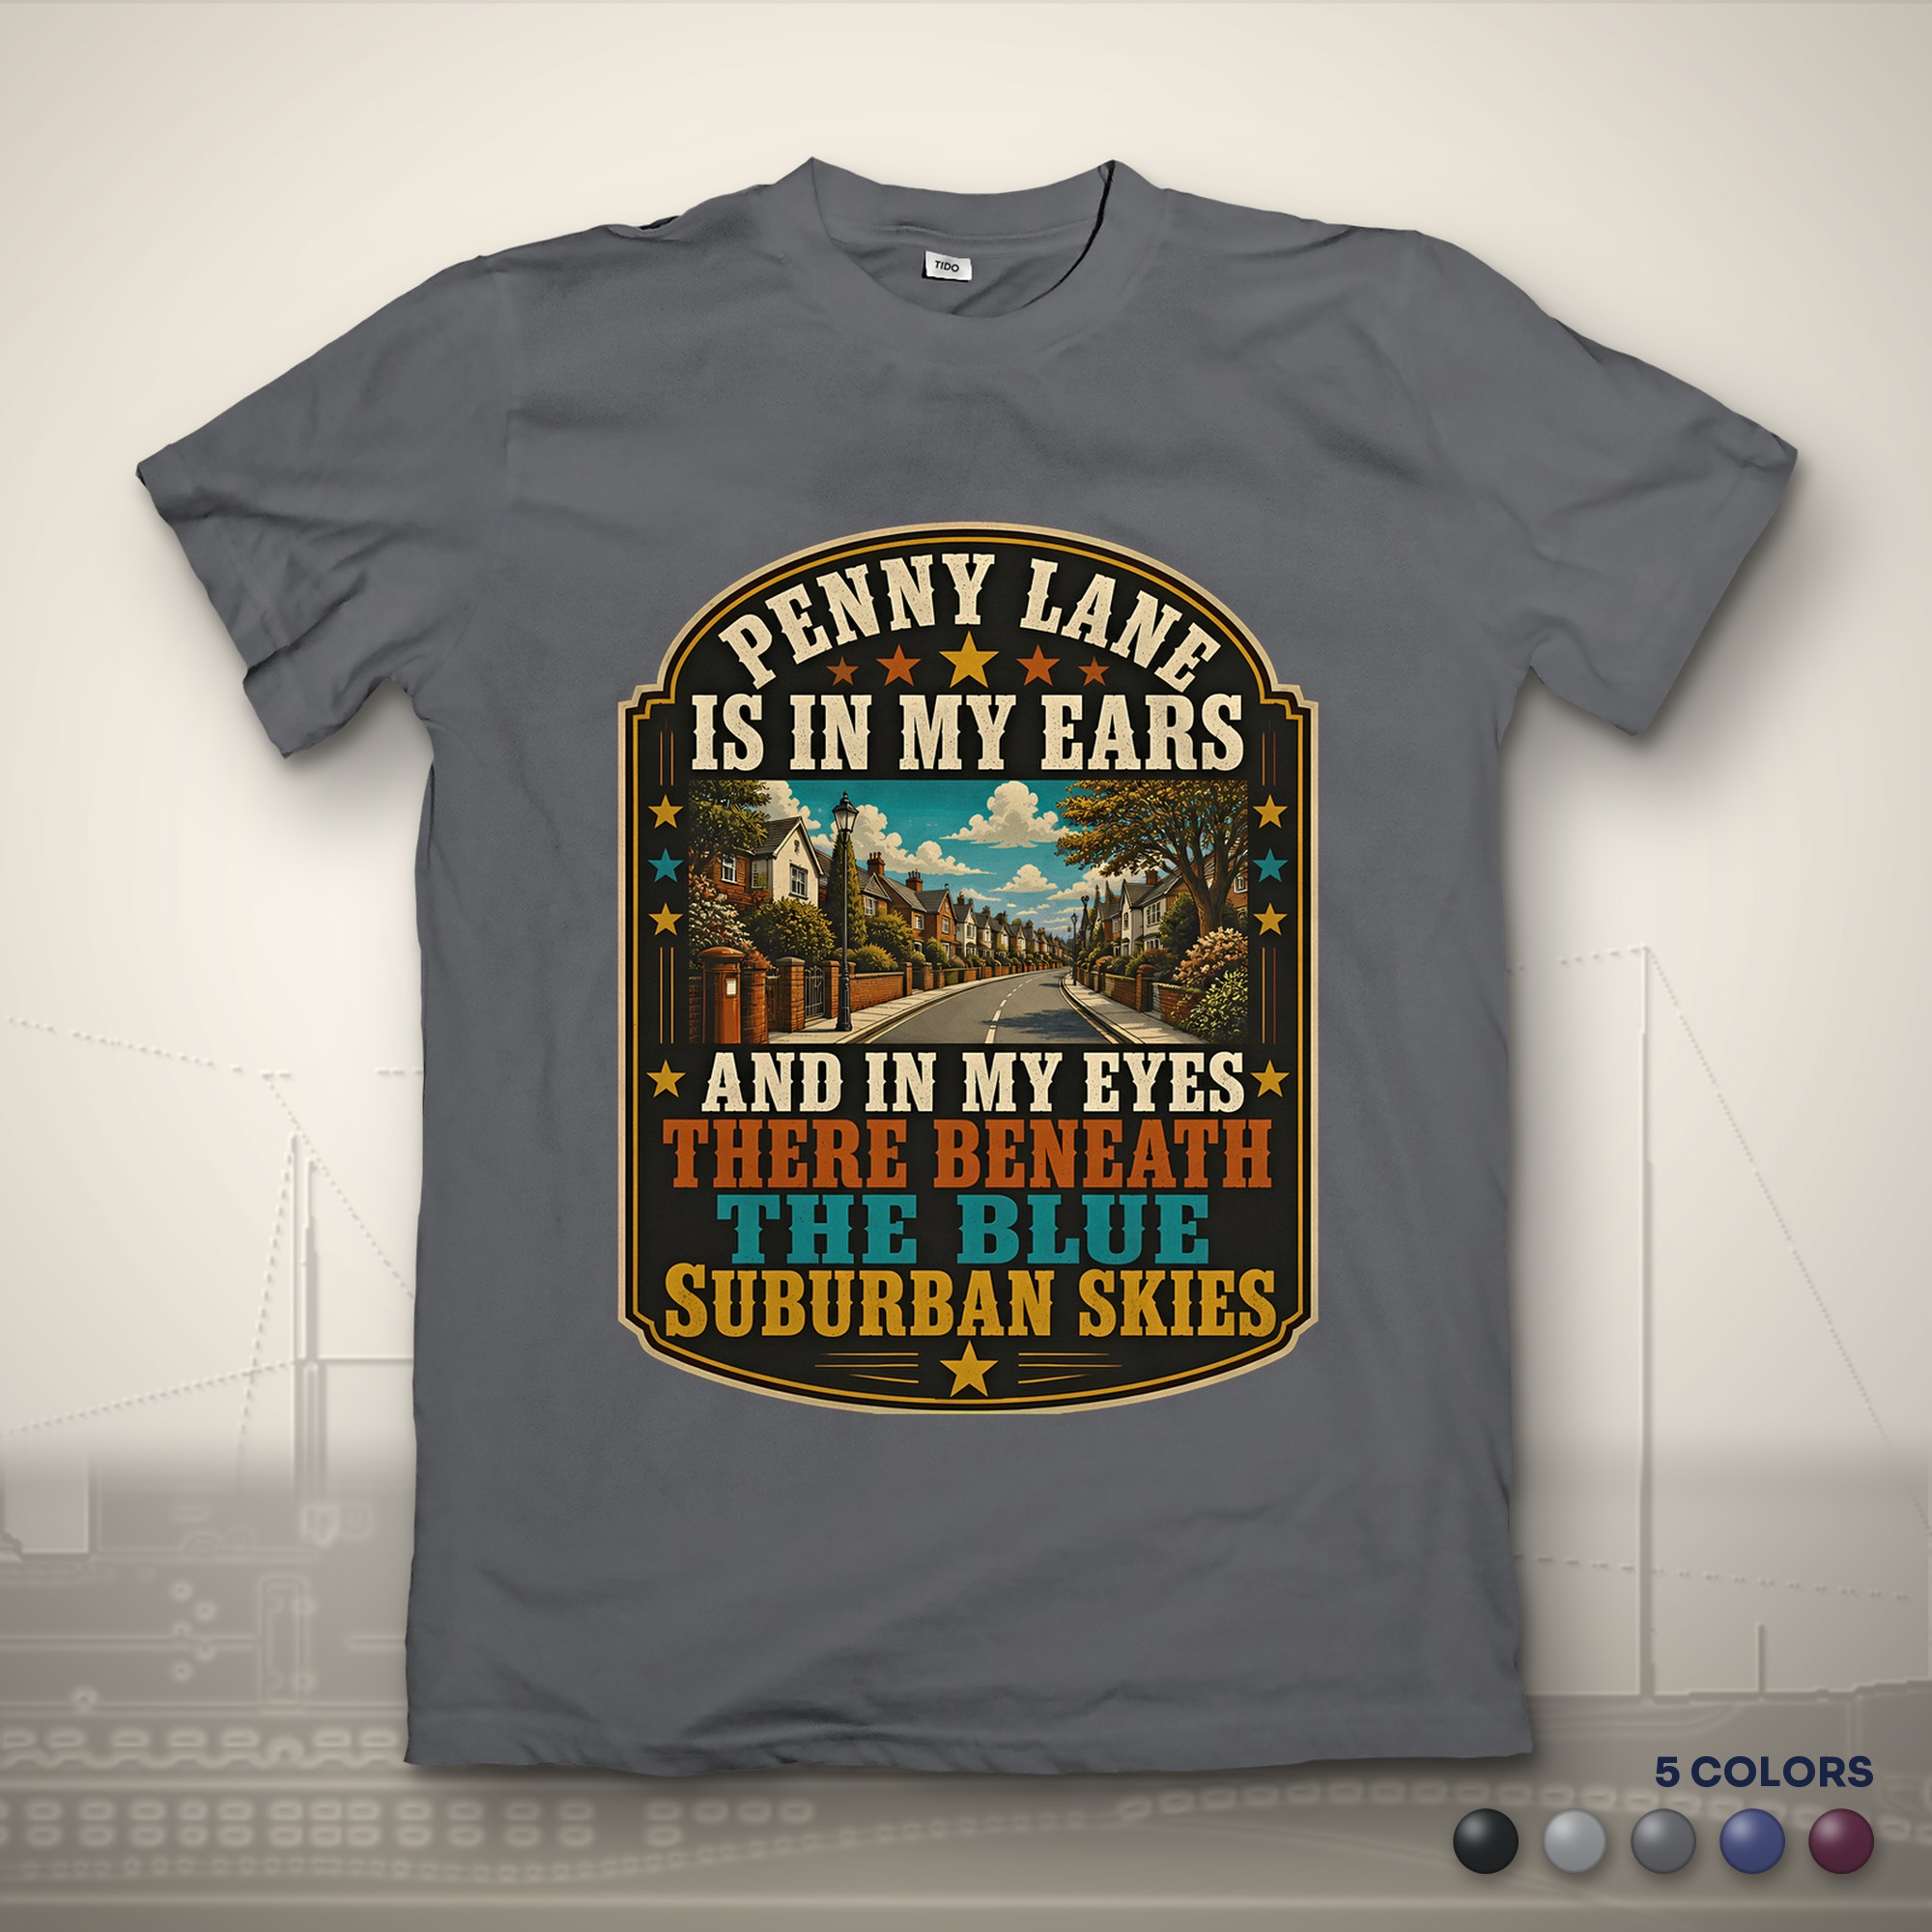 TIDO
PENNY LANE
IS IN MY EARS
AND IN MY EYES
THERE BENEATH
THE BLUE
SUBURBAN SKIES
5 COLORS